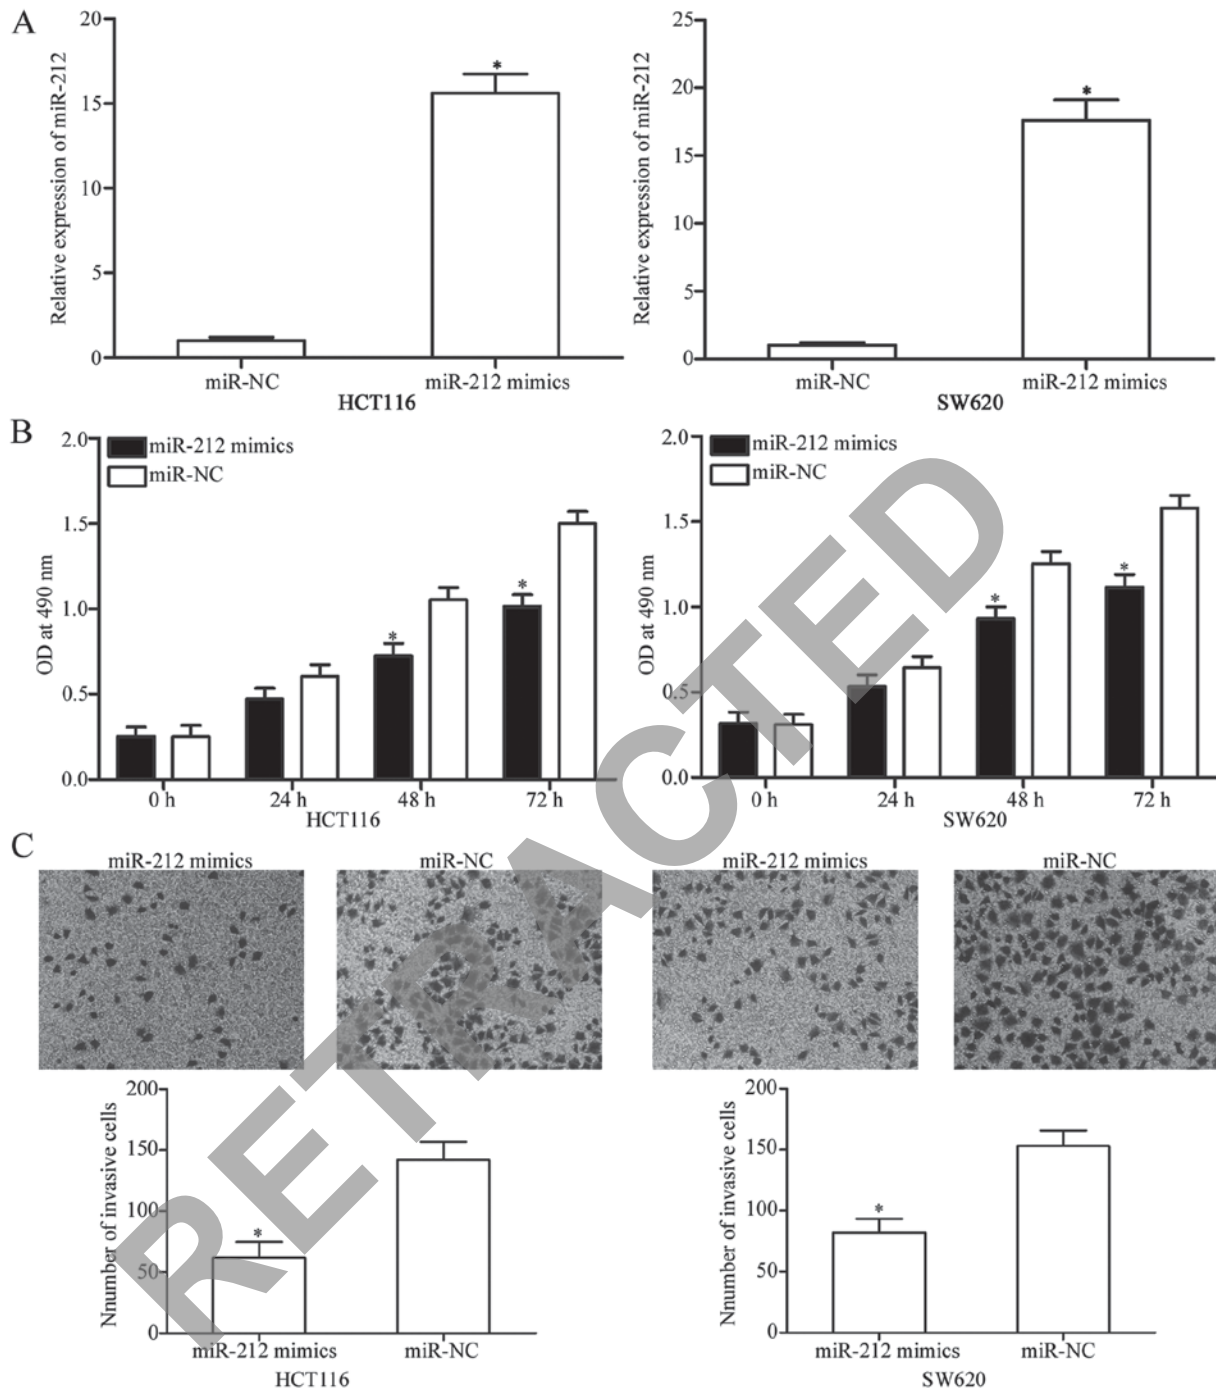 A
Relative expression of miR-212
20
15
10
5
0
*
miR-NC
miR-212 mimics
HCT116
Relative expression of miR-212
25
20
15
10
5
0
*
miR-NC
miR-212 mimics
SW620
B
OD at 490 nm
2.0
1.5
1.0
0.5
0.0
miR-212 mimics
miR-NC
*
*
0 h
24 h
48 h
72 h
HCT116
OD at 490 nm
2.0
1.5
1.0
0.5
0.0
miR-212 mimics
miR-NC
*
*
0 h
24 h
48 h
72 h
SW620
C
miR-212 mimics
miR-NC
miR-212 mimics
miR-NC
Nnumber of invasive cells
200
150
100
50
0
*
miR-212 mimics
miR-NC
HCT116
Nnumber of invasive cells
200
150
100
50
0
*
miR-212 mimics
miR-NC
SW620
RETRACTED